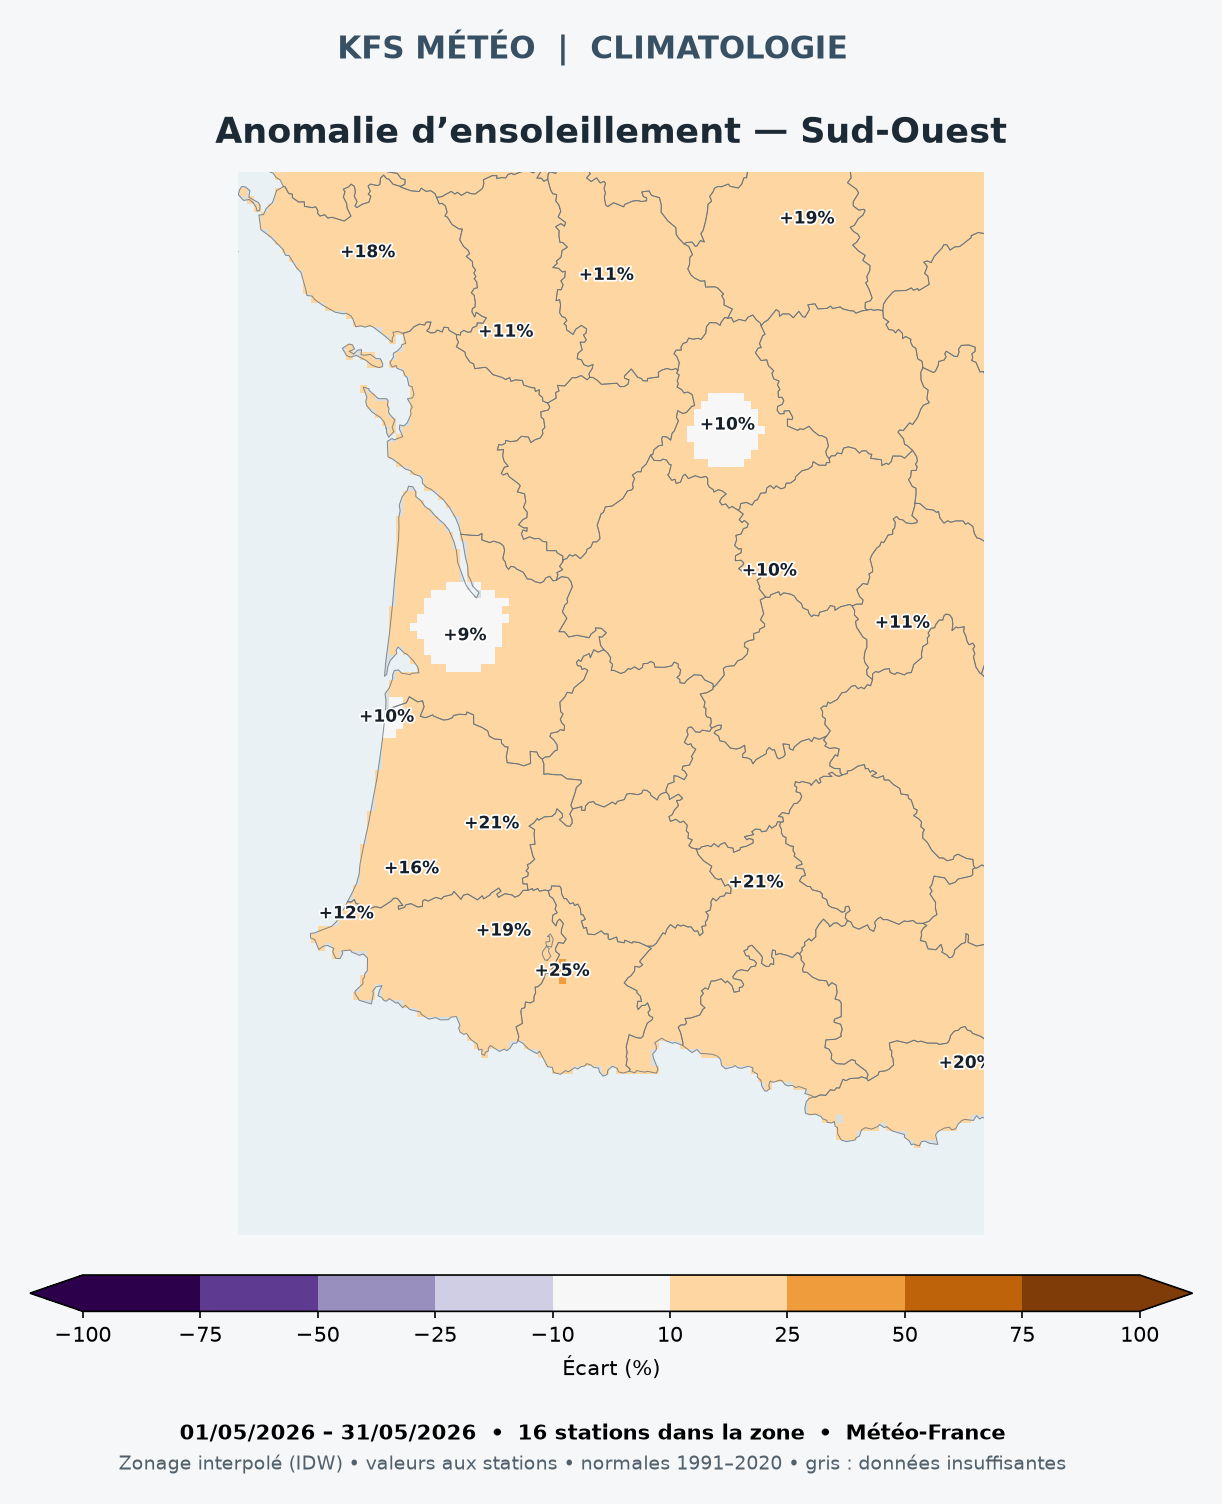 KFS MÉTÉO | CLIMATOLOGIE
Anomalie d’ensoleillement — Sud-Ouest
+19%
+18%
+11%
+11%
+10%
+10%
+11%
+9%
+10%
+21%
+16%
+21%
+12%
+19%
+25%
+20%
−100 −75 −50 −25 −10 10 25 50 75 100
Écart (%)
01/05/2026 – 31/05/2026 • 16 stations dans la zone • Météo-France
Zonage interpolé (IDW) • valeurs aux stations • normales 1991–2020 • gris : données insuffisantes